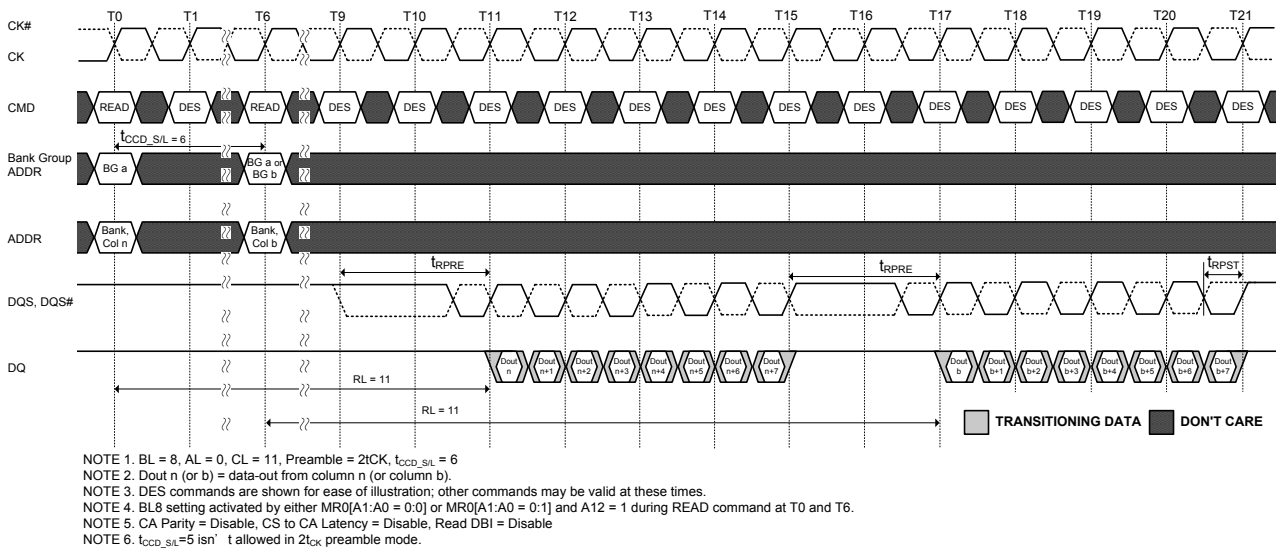 T0 T1 T6 T9 T10 T11 T12 T13 T14 T15 T16 T17 T18 T19 T20 T21
CK#
CK
CMD READ DES READ DES DES DES DES DES DES DES DES DES DES DES DES DES
tCCD_S/L = 6
Bank Group
ADDR
BG a
BG a or
BG b
ADDR
Bank,
Col n
Bank,
Col b
tRPRE tRPRE tRPST
DQS, DQS#
DQ
Dout
n
Dout
n+1
Dout
n+2
Dout
n+3
Dout
n+4
Dout
n+5
Dout
n+6
Dout
n+7
Dout
b
Dout
b+1
Dout
b+2
Dout
b+3
Dout
b+4
Dout
b+5
Dout
b+6
Dout
b+7
RL = 11
RL = 11
TRANSITIONING DATA DON'T CARE
NOTE 1. BL = 8, AL = 0, CL = 11, Preamble = 2tCK, tCCD_S/L = 6
NOTE 2. Dout n (or b) = data-out from column n (or column b).
NOTE 3. DES commands are shown for ease of illustration; other commands may be valid at these times.
NOTE 4. BL8 setting activated by either MR0[A1:A0 = 0:0] or MR0[A1:A0 = 0:1] and A12 = 1 during READ command at T0 and T6.
NOTE 5. CA Parity = Disable, CS to CA Latency = Disable, Read DBI = Disable
NOTE 6. tCCD_S/L=5 isn’ t allowed in 2tCK preamble mode.